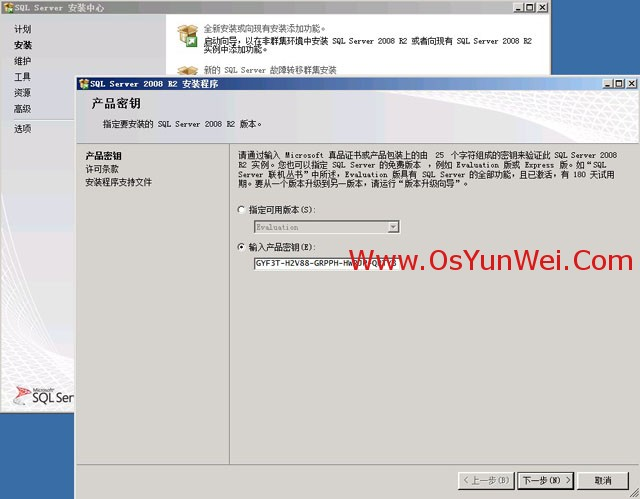 SQL Server 安装中心
计划
安装
维护
工具
资源
高级
选项
全新安装或向现有安装添加功能。
启动向导，以在非群集环境中安装 SQL Server 2008 R2 或者向现有 SQL Server 2008 R2
实例中添加功能。
新的 SQL Server 故障转移群集安装
SQL Server 2008 R2 安装程序
产品密钥
指定要安装的 SQL Server 2008 R2 版本。
产品密钥
许可条款
安装程序支持文件
请通过输入 Microsoft 真品证书或产品包装上的由 25 个字符组成的密钥来验证此 SQL Server 2008
R2 实例。您也可以指定 SQL Server 的免费版本，例如 Evaluation 版或 Express 版。如“SQL
Server 联机丛书”中所述，Evaluation 版具有 SQL Server 的全部功能，且已激活，有 180 天试用
期。要从一个版本升级到另一版本，请运行“版本升级向导”。
指定可用版本(S):
Evaluation
输入产品密钥(E):
GYF3T-H2V88-GRPPH-
www.OsYunWei.Com
Microsoft
SQL Ser
< 上一步(B)
下一步(N) >
取消